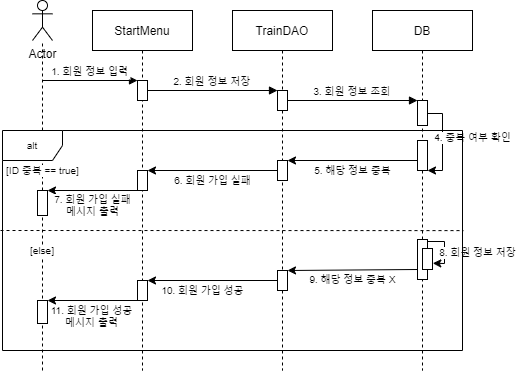 StartMenu
TrainDAO
DB
Actor
1. 회원 정보 입력
2. 회원 정보 저장
3. 회원 정보 조회
4. 중복 여부 확인
alt
[ID 중복 == true]
5. 해당 정보 중복
6. 회원 가입 실패
7. 회원 가입 실패
메시지 출력
[else]
8. 회원 정보 저장
9. 해당 정보 중복 X
10. 회원 가입 성공
11. 회원 가입 성공
메시지 출력